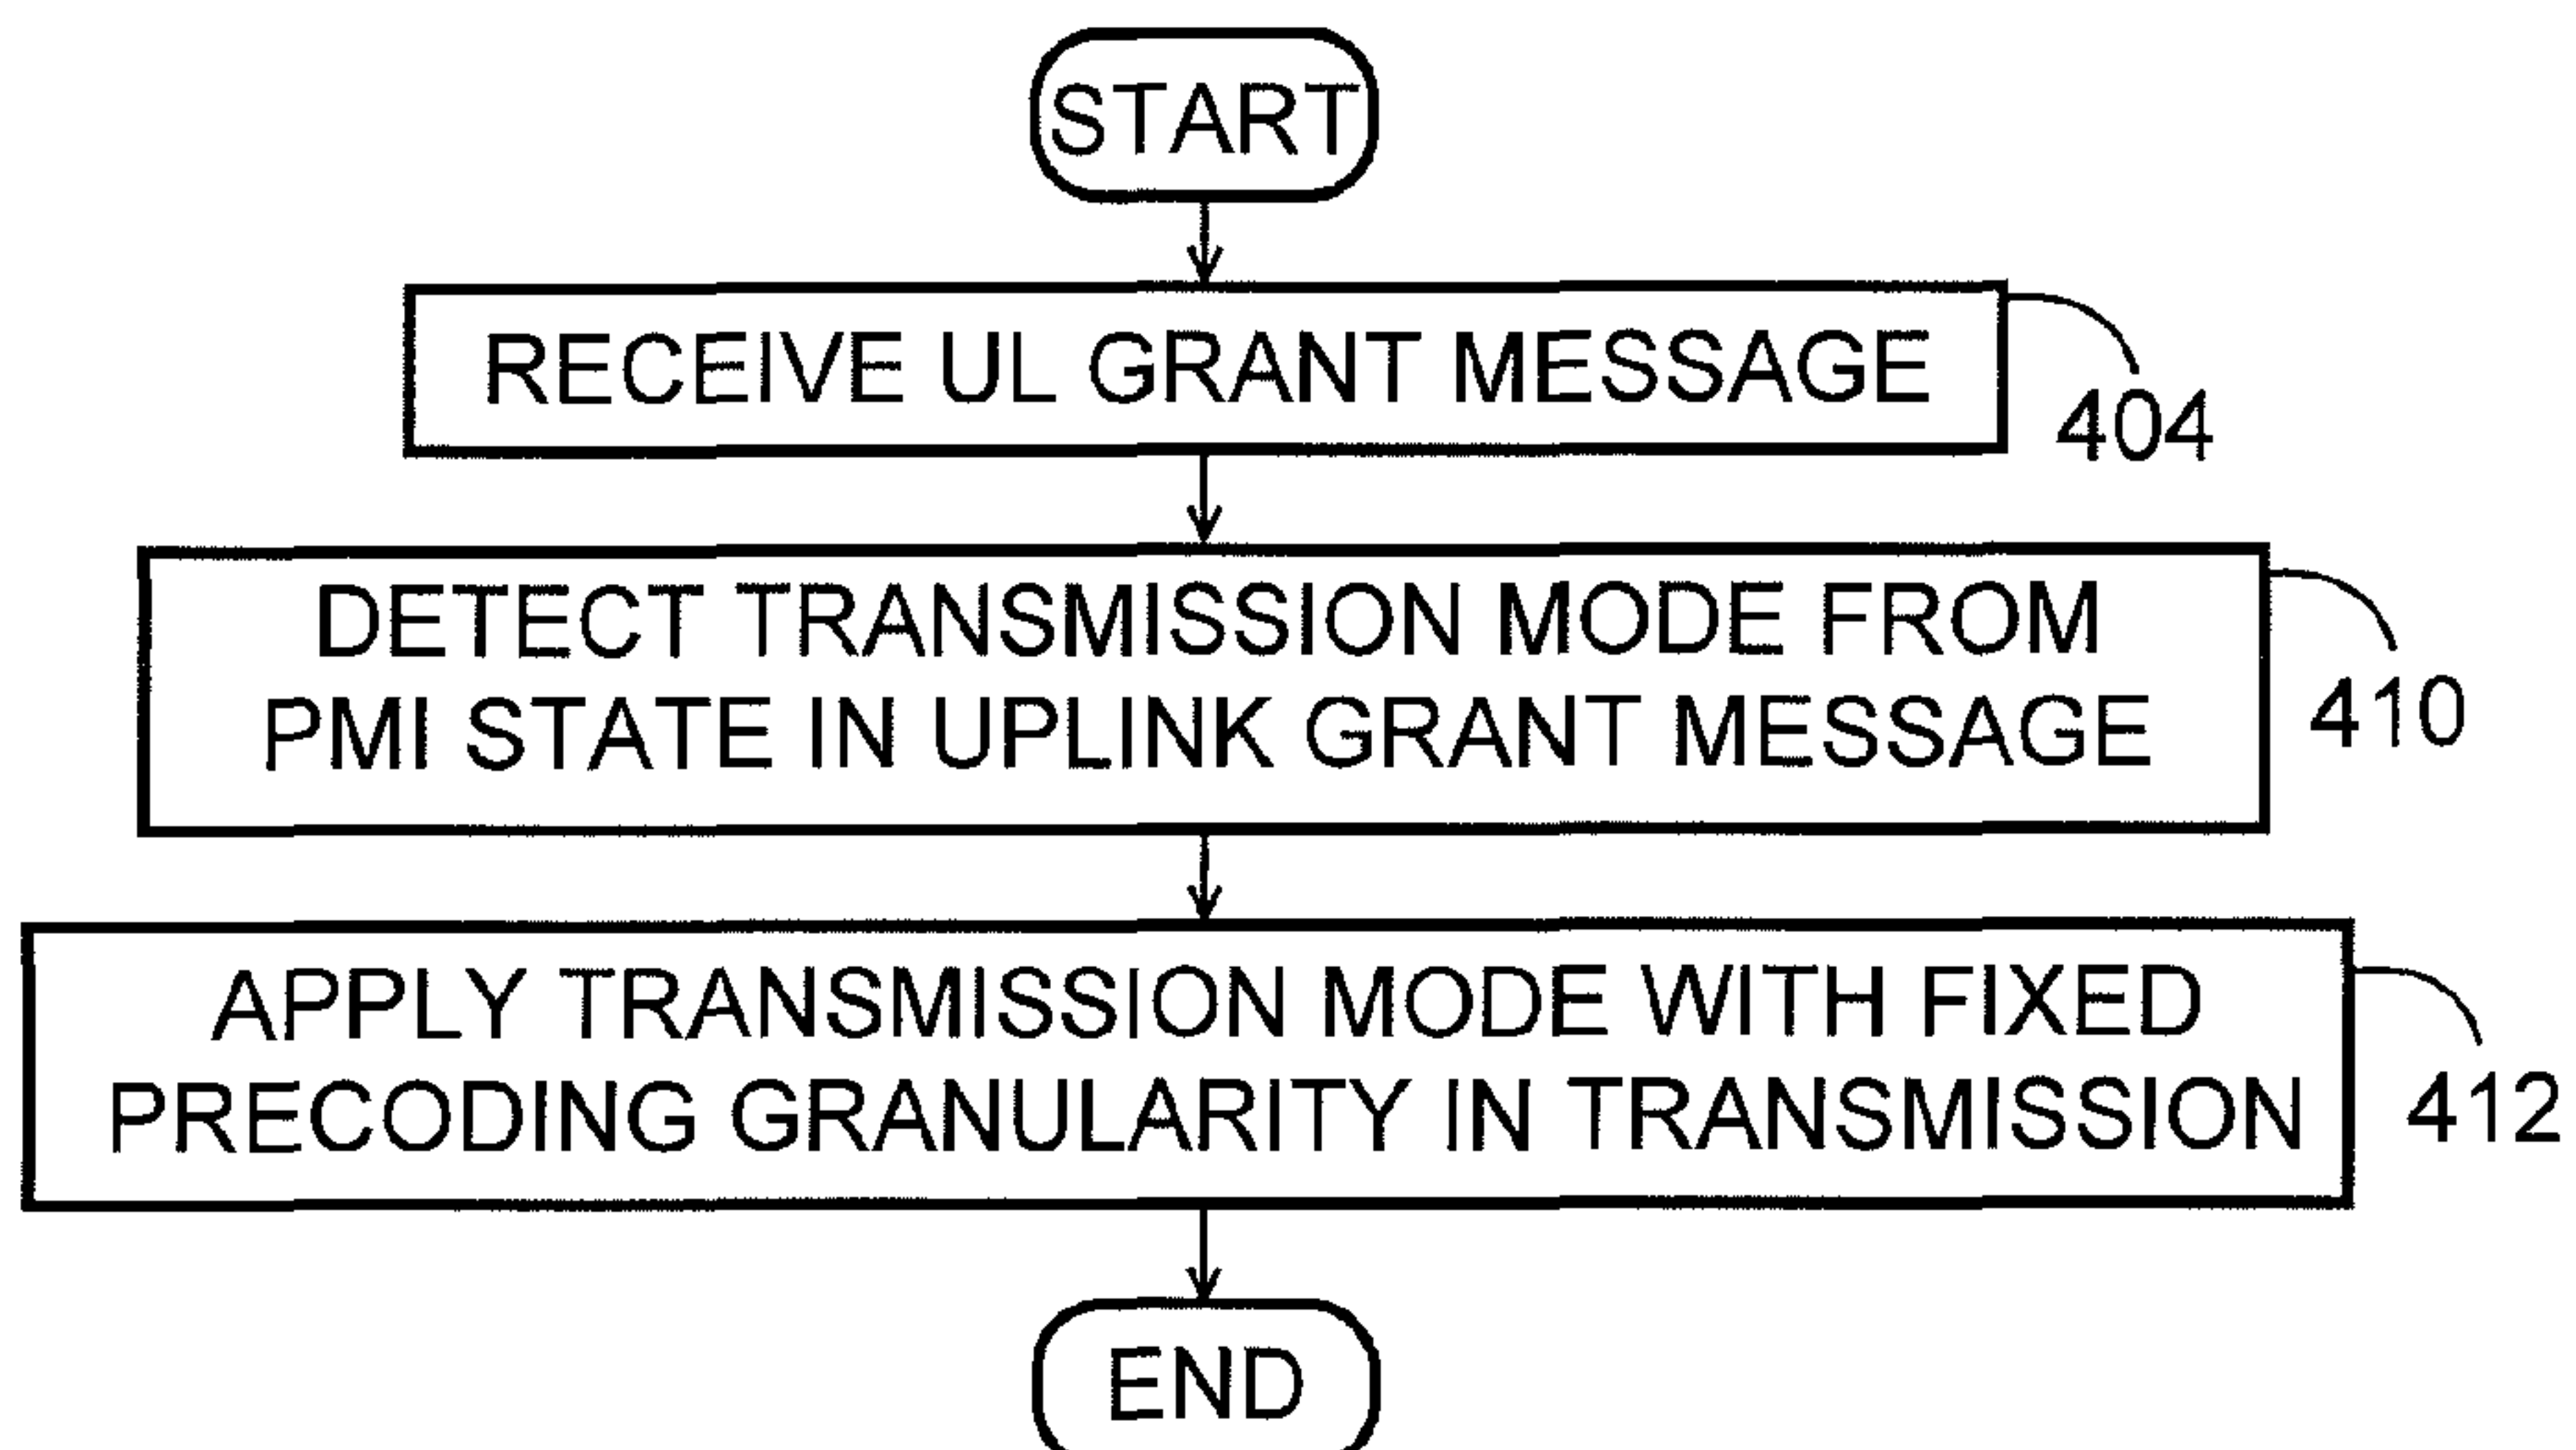 START
RECEIVE UL GRANT MESSAGE
404
DETECT TRANSMISSION MODE FROM
PMI STATE IN UPLINK GRANT MESSAGE
410
APPLY TRANSMISSION MODE WITH FIXED
PRECODING GRANULARITY IN TRANSMISSION
412
END